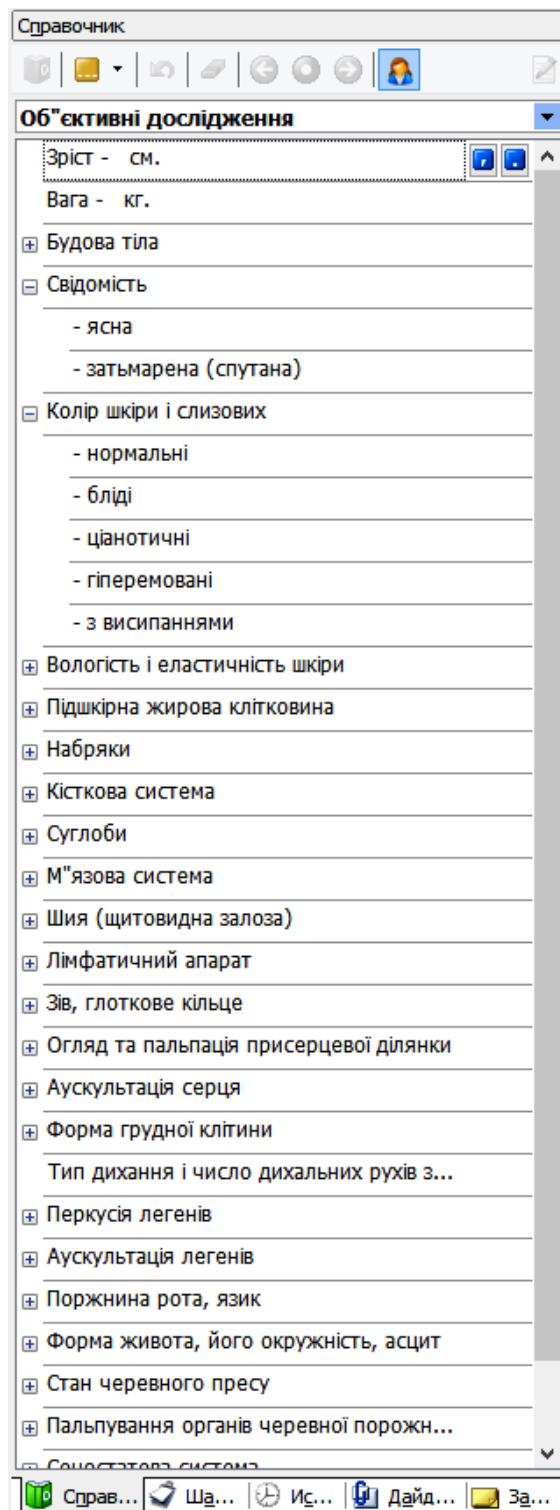 Справочник
Об"єктивні дослідження
Зріст - см.
Вага - кг.
Будова тіла
Свідомість
- ясна
- затьмарена (спутана)
Колір шкіри і слизових
- нормальні
- бліді
- ціанотичні
- гіперемовані
- з висипаннями
Вологість і еластичність шкіри
Підшкірна жирова клітковина
Набряки
Кісткова система
Суглоби
М"язова система
Шия (щитовидна залоза)
Лімфатичний апарат
Зів, глоткове кільце
Огляд та пальпація присерцевої ділянки
Аускультація серця
Форма грудної клітини
Тип дихання і число дихальних рухів з...
Перкусія легенів
Аускультація легенів
Поржнина рота, язик
Форма живота, його окружність, асцит
Стан черевного пресу
Пальпування органів черевної порожн...
система
Справ... Ша... Ис... Дайд... За...